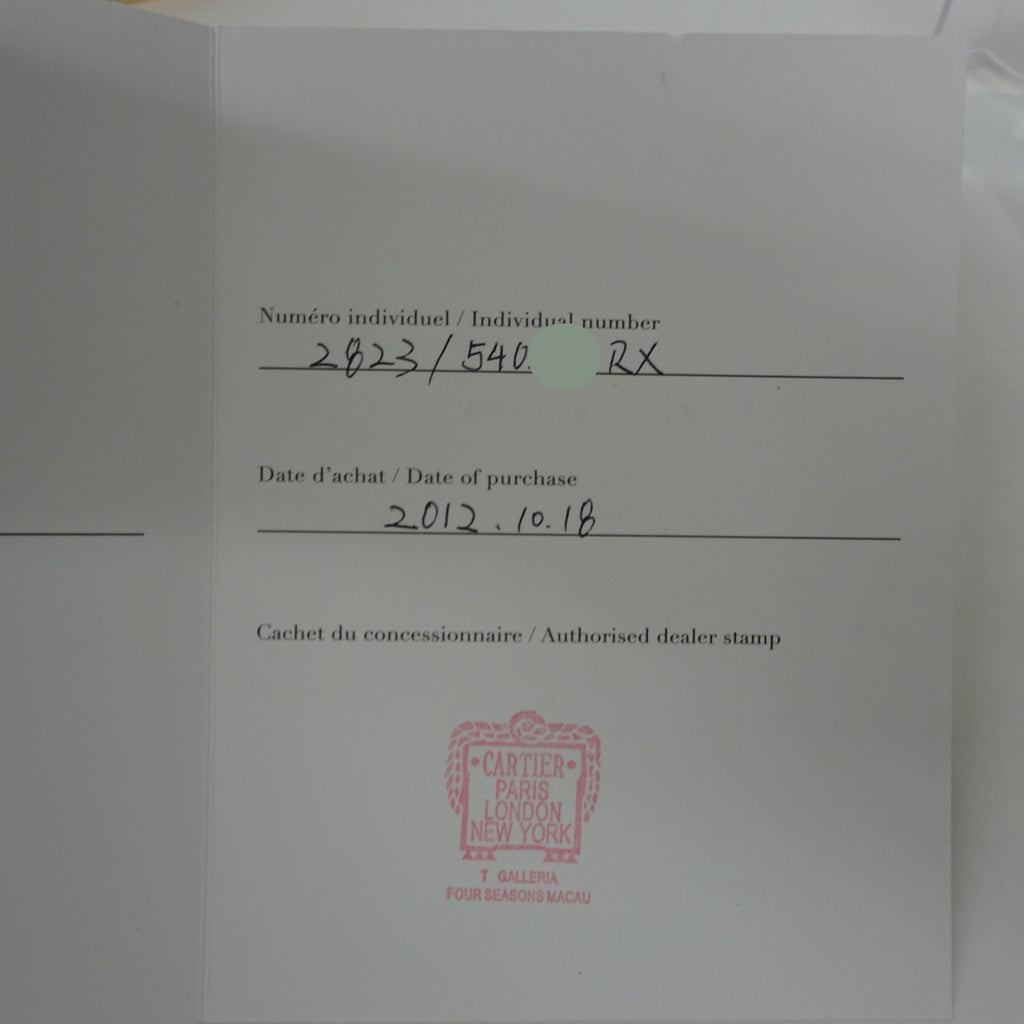 Numéro individuel / Individual number
2823/540. RX
Date d'achat / Date of purchase
2012.10.18
Cachet du concessionnaire / Authorised dealer stamp
CARTIER
PARIS
LONDON
NEW YORK
T GALLERIA
FOUR SEASONS MACAU